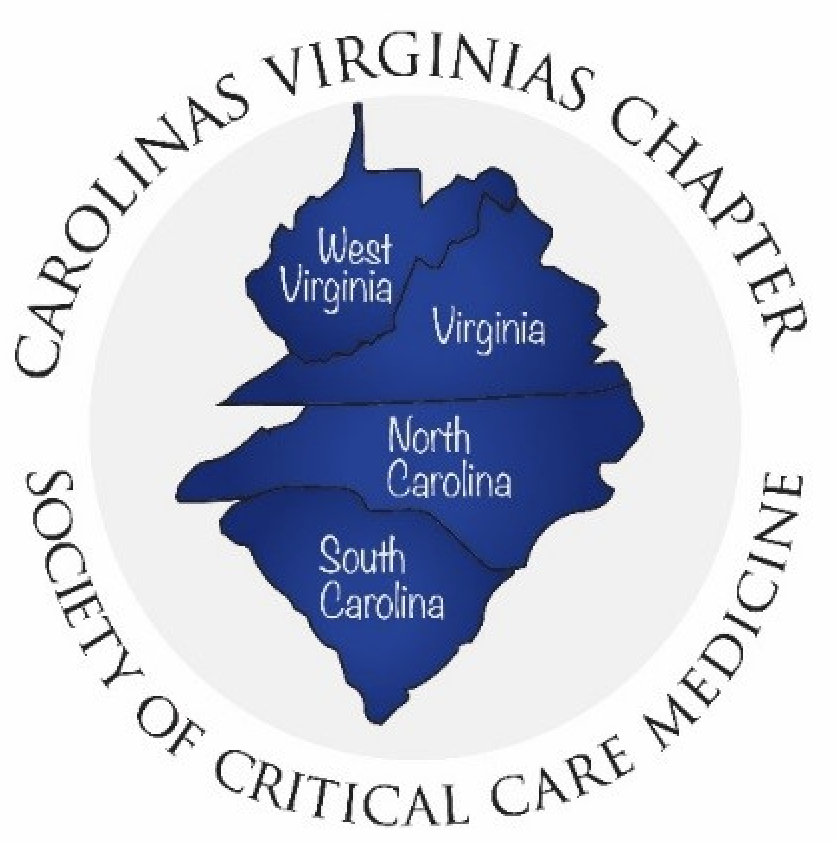 CAROLINAS VIRGINIAS CHAPTER
West
Virginia
Virginia
North
Carolina
South
Carolina
SOCIETY OF CRITICAL CARE MEDICINE